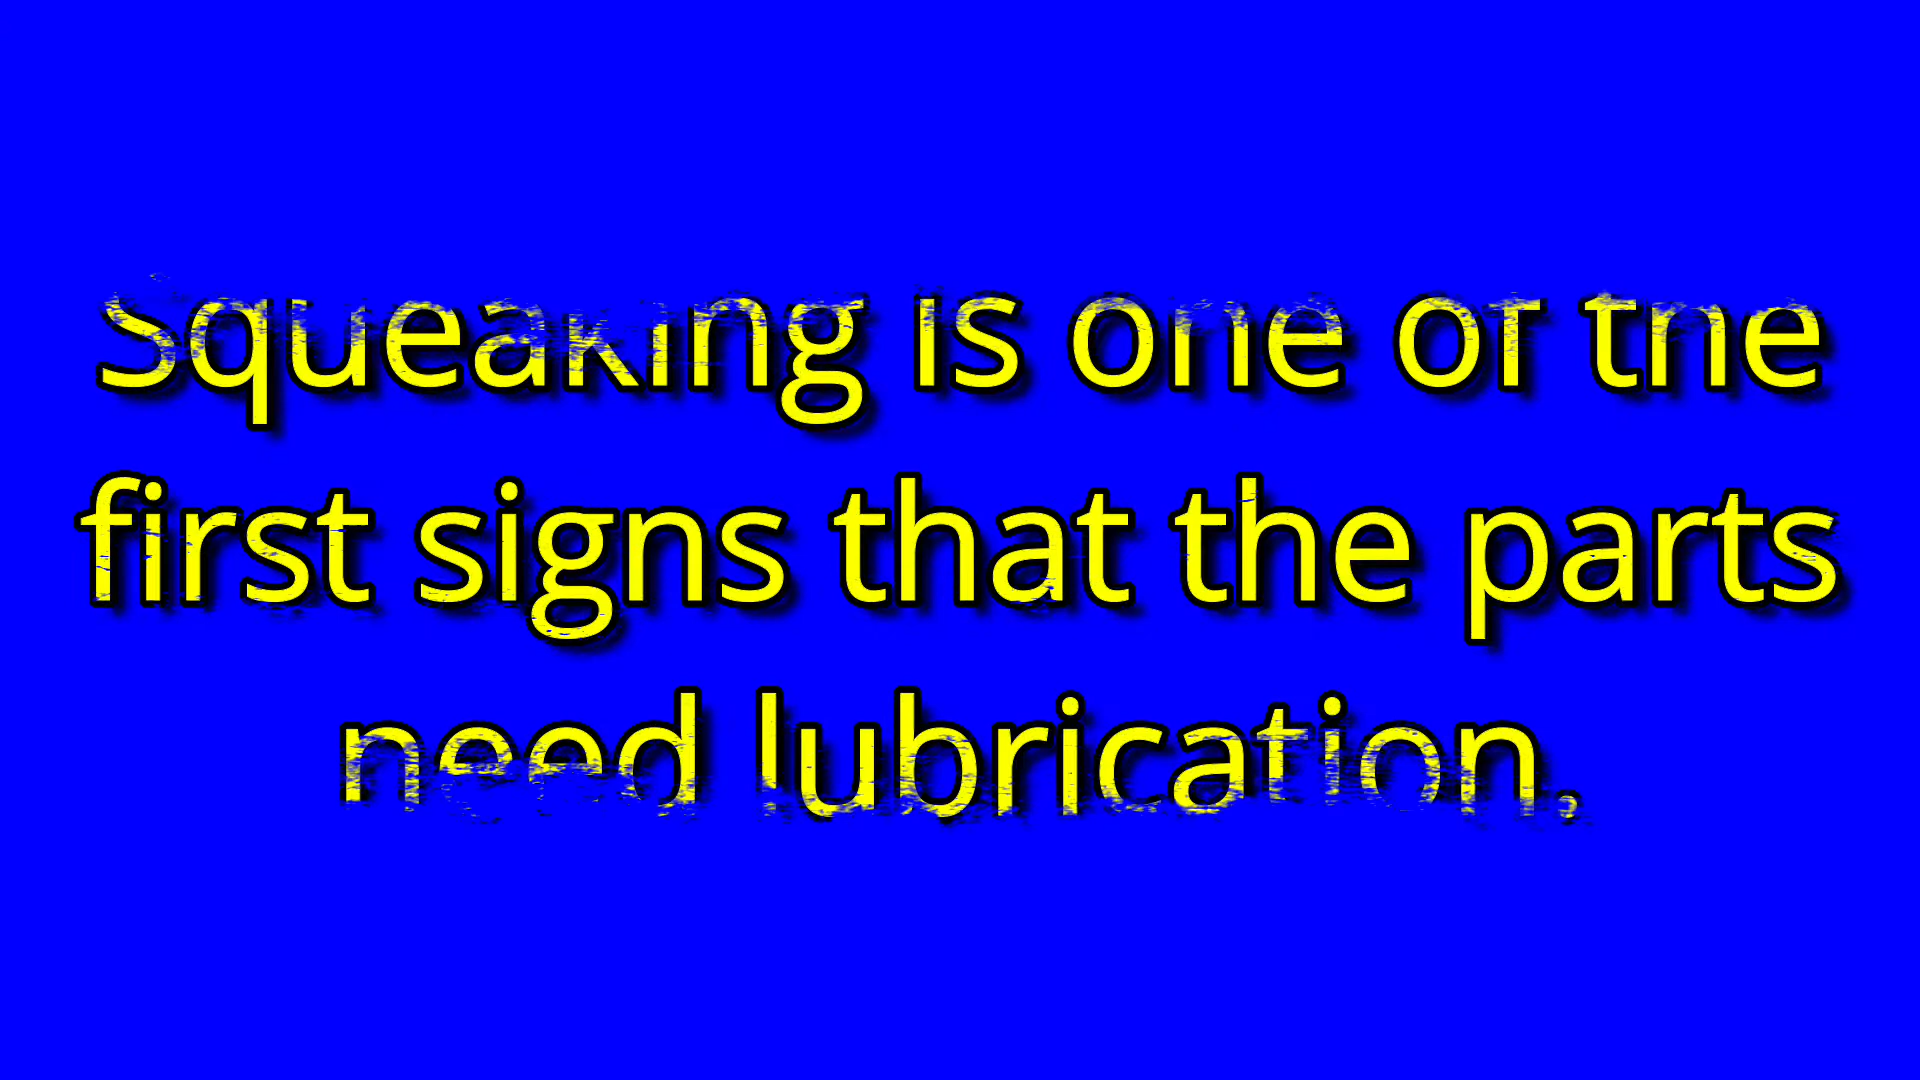 Squeaking is one of the
first signs that the parts
need lubrication.